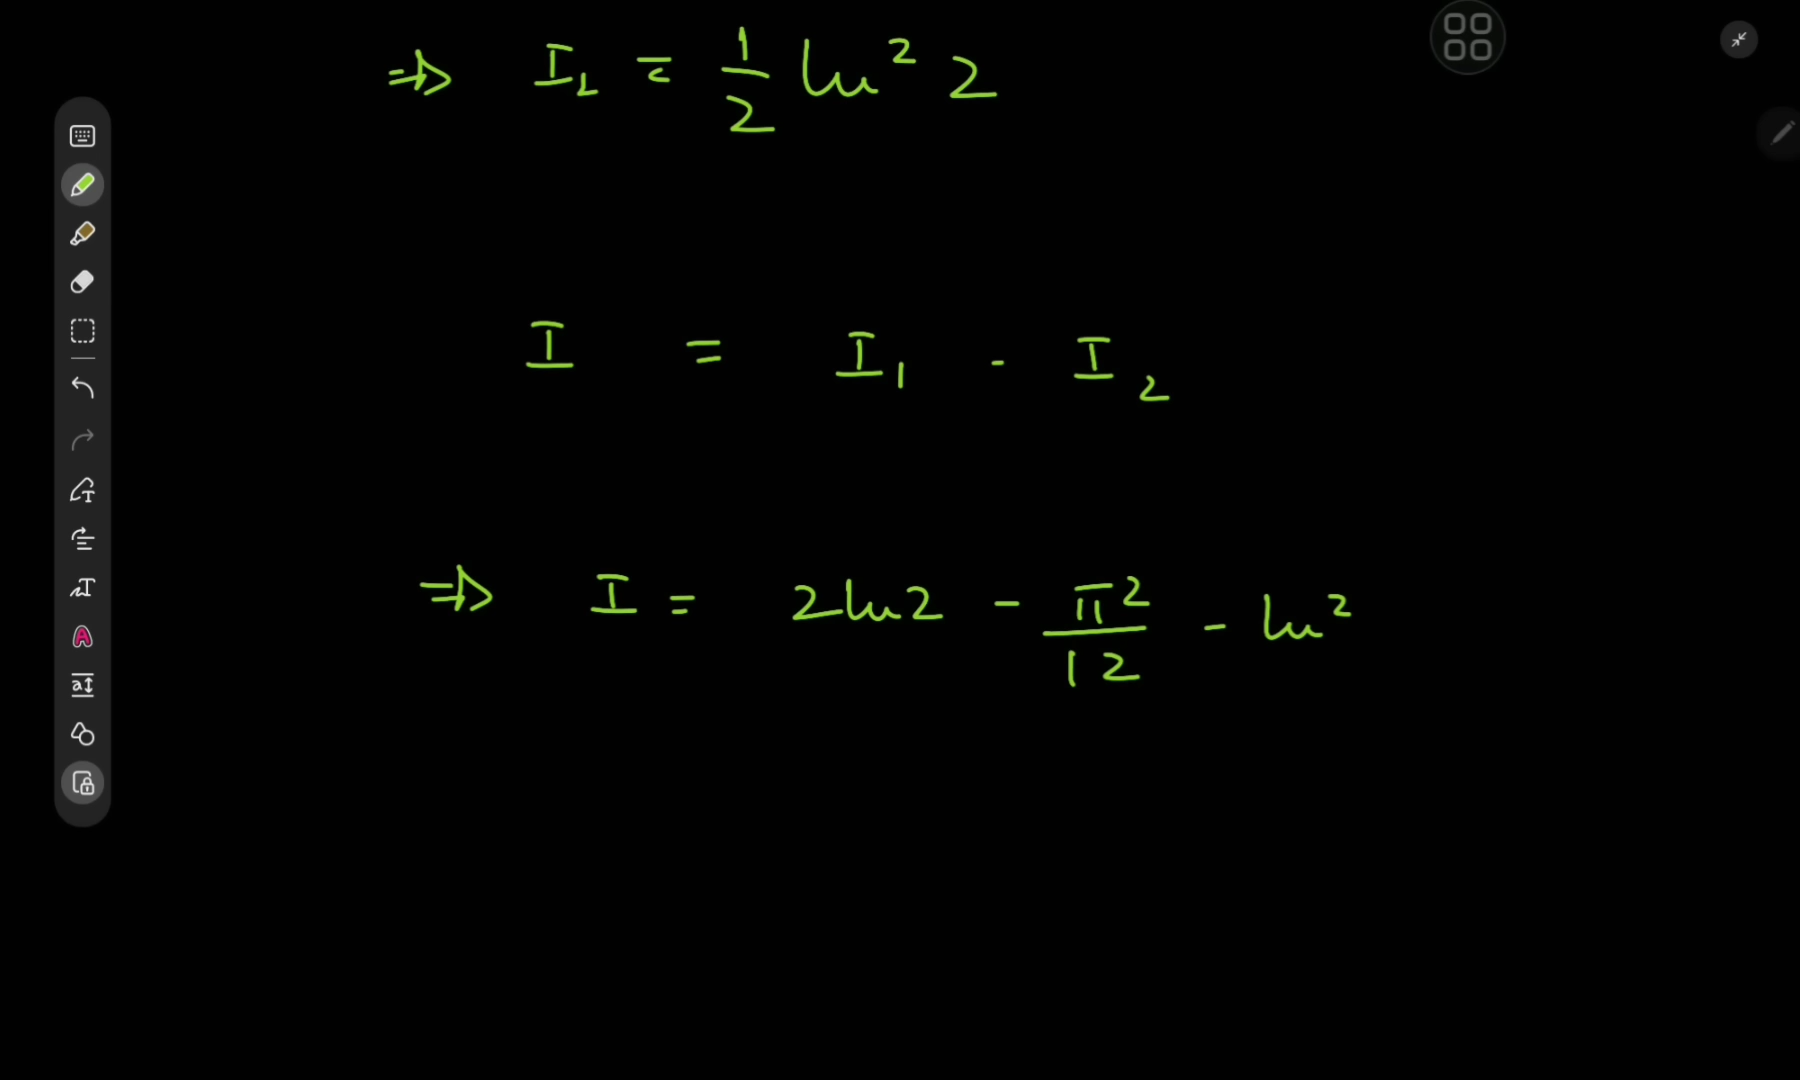 ⇒ I₂ = 1/2 ln² 2
I = I₁ - I₂
⇒ I = 2ln2 - π²/12 - ln²